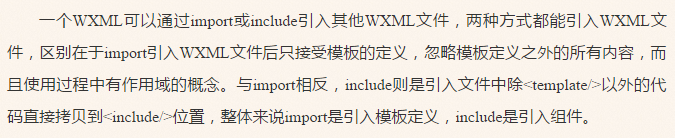 一个WXML可以通过import或include引入其他WXML文件，两种方式都能引入WXML文
件，区别在于import引入WXML文件后只接受模板的定义，忽略模板定义之外的所有内容，而
且使用过程中有作用域的概念。与import相反，include则是引入文件中除<template/>以外的代
码直接拷贝到<include/>位置，整体来说import是引入模板定义，include是引入组件。